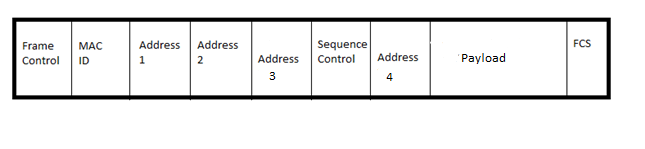 Frame
Control
MAC
ID
Address
1
Address
2
Address
3
Sequence
Control
Address
4
Payload
FCS